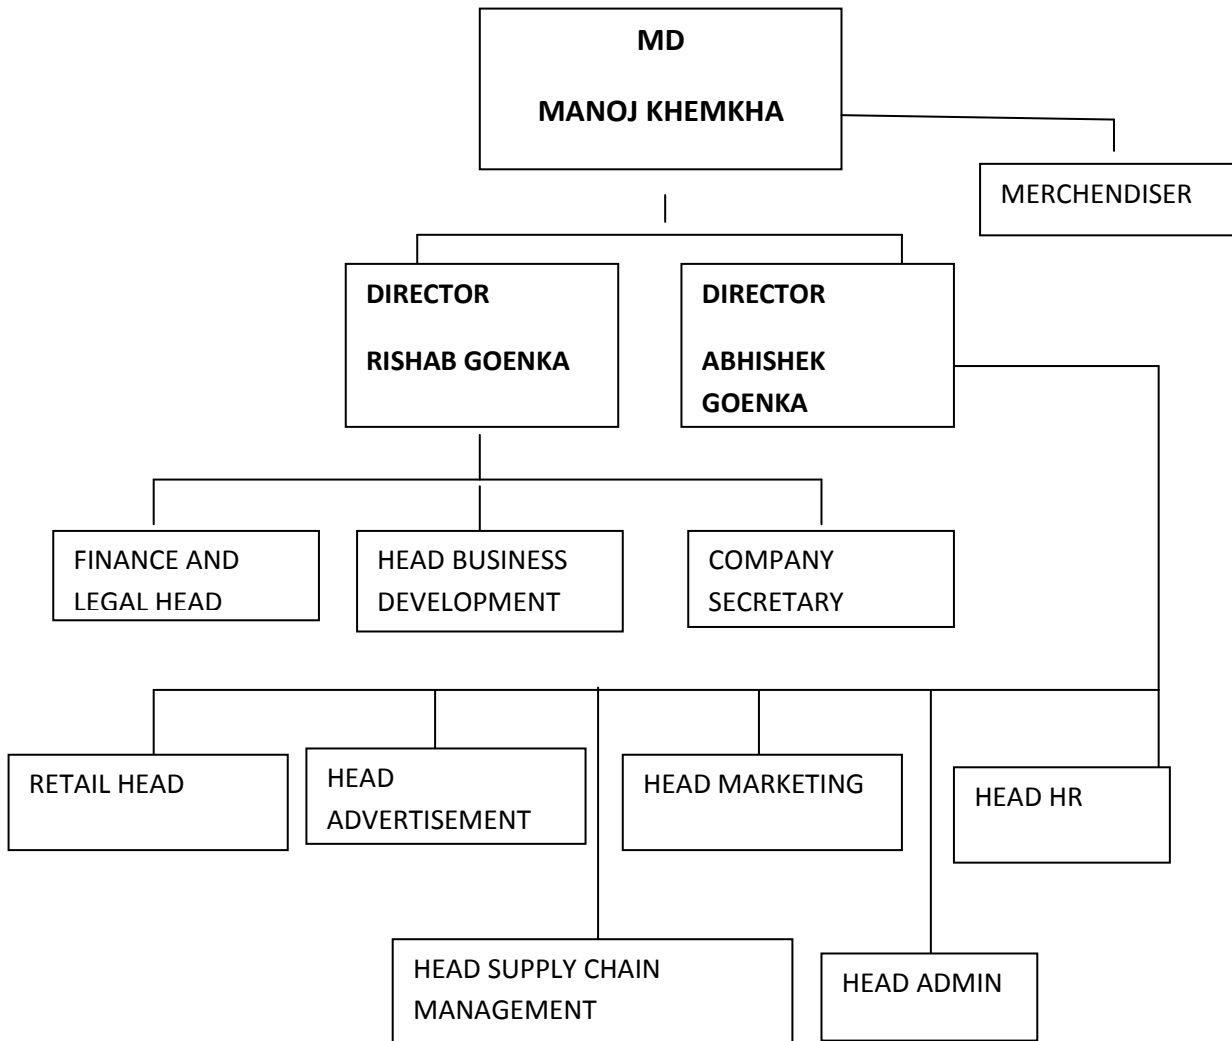 MD
MANOJ KHEMKHA
MERCHENDISER
DIRECTOR
RISHAB GOENKA
DIRECTOR
ABHISHEK
GOENKA
FINANCE AND
LEGAL HEAD
HEAD BUSINESS
DEVELOPMENT
COMPANY
SECRETARY
RETAIL HEAD
HEAD
ADVERTISEMENT
HEAD MARKETING
HEAD HR
HEAD SUPPLY CHAIN
MANAGEMENT
HEAD ADMIN